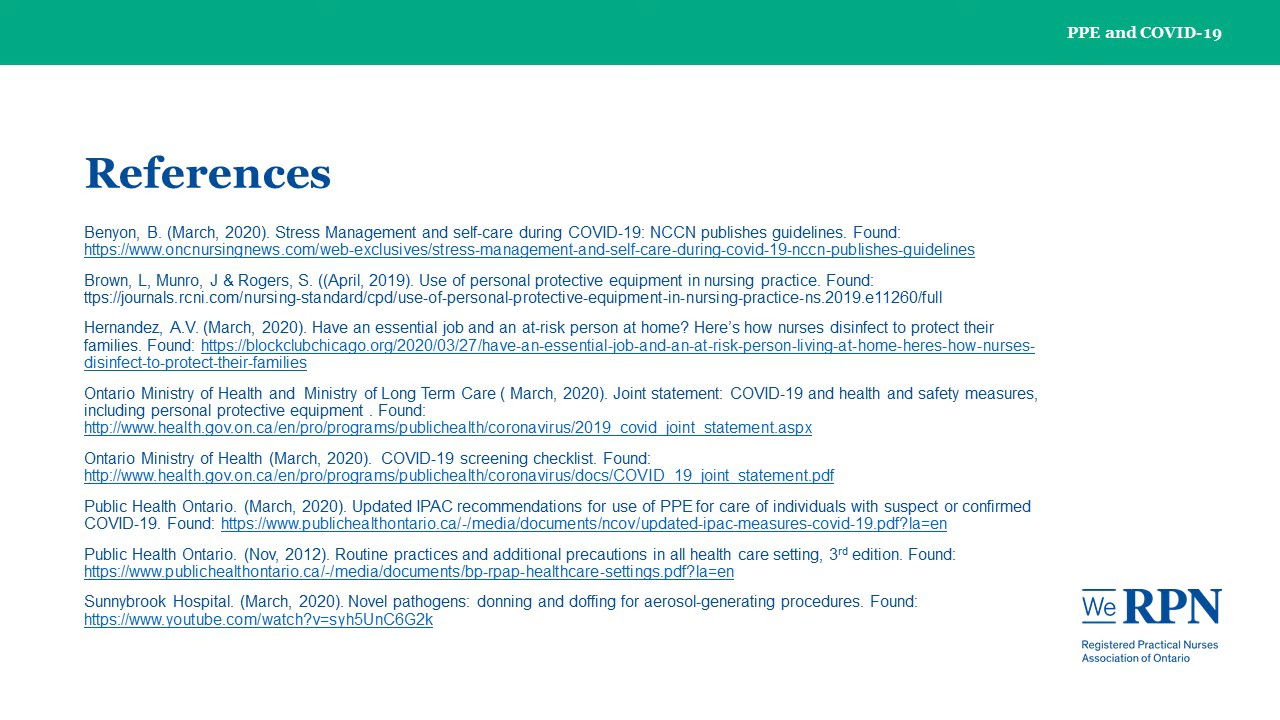 PPE and COVID-19
References
Benyon, B. (March, 2020). Stress Management and self-care during COVID-19: NCCN publishes guidelines. Found:
https://www.oncnursingnews.com/web-exclusives/stress-management-and-self-care-during-covid-19-nccn-publishes-guidelines
Brown, L, Munro, J & Rogers, S. ((April, 2019). Use of personal protective equipment in nursing practice. Found:
ttps://journals.rcni.com/nursing-standard/cpd/use-of-personal-protective-equipment-in-nursing-practice-ns.2019.e11260/full
Hernandez, A.V. (March, 2020). Have an essential job and an at-risk person at home? Here’s how nurses disinfect to protect their
families. Found: https://blockclubchicago.org/2020/03/27/have-an-essential-job-and-an-at-risk-person-living-at-home-heres-how-nurses-
disinfect-to-protect-their-families
Ontario Ministry of Health and Ministry of Long Term Care ( March, 2020). Joint statement: COVID-19 and health and safety measures,
including personal protective equipment . Found:
http://www.health.gov.on.ca/en/pro/programs/publichealth/coronavirus/2019_covid_joint_statement.aspx
Ontario Ministry of Health (March, 2020). COVID-19 screening checklist. Found:
http://www.health.gov.on.ca/en/pro/programs/publichealth/coronavirus/docs/COVID_19_joint_statement.pdf
Public Health Ontario. (March, 2020). Updated IPAC recommendations for use of PPE for care of individuals with suspect or confirmed
COVID-19. Found: https://www.publichealthontario.ca/-/media/documents/ncov/updated-ipac-measures-covid-19.pdf?la=en
Public Health Ontario. (Nov, 2012). Routine practices and additional precautions in all health care setting, 3rd edition. Found:
https://www.publichealthontario.ca/-/media/documents/bp-rpap-healthcare-settings.pdf?la=en
Sunnybrook Hospital. (March, 2020). Novel pathogens: donning and doffing for aerosol-generating procedures. Found:
https://www.youtube.com/watch?v=syh5UnC6G2k
We RPN
Registered Practical Nurses
Association of Ontario